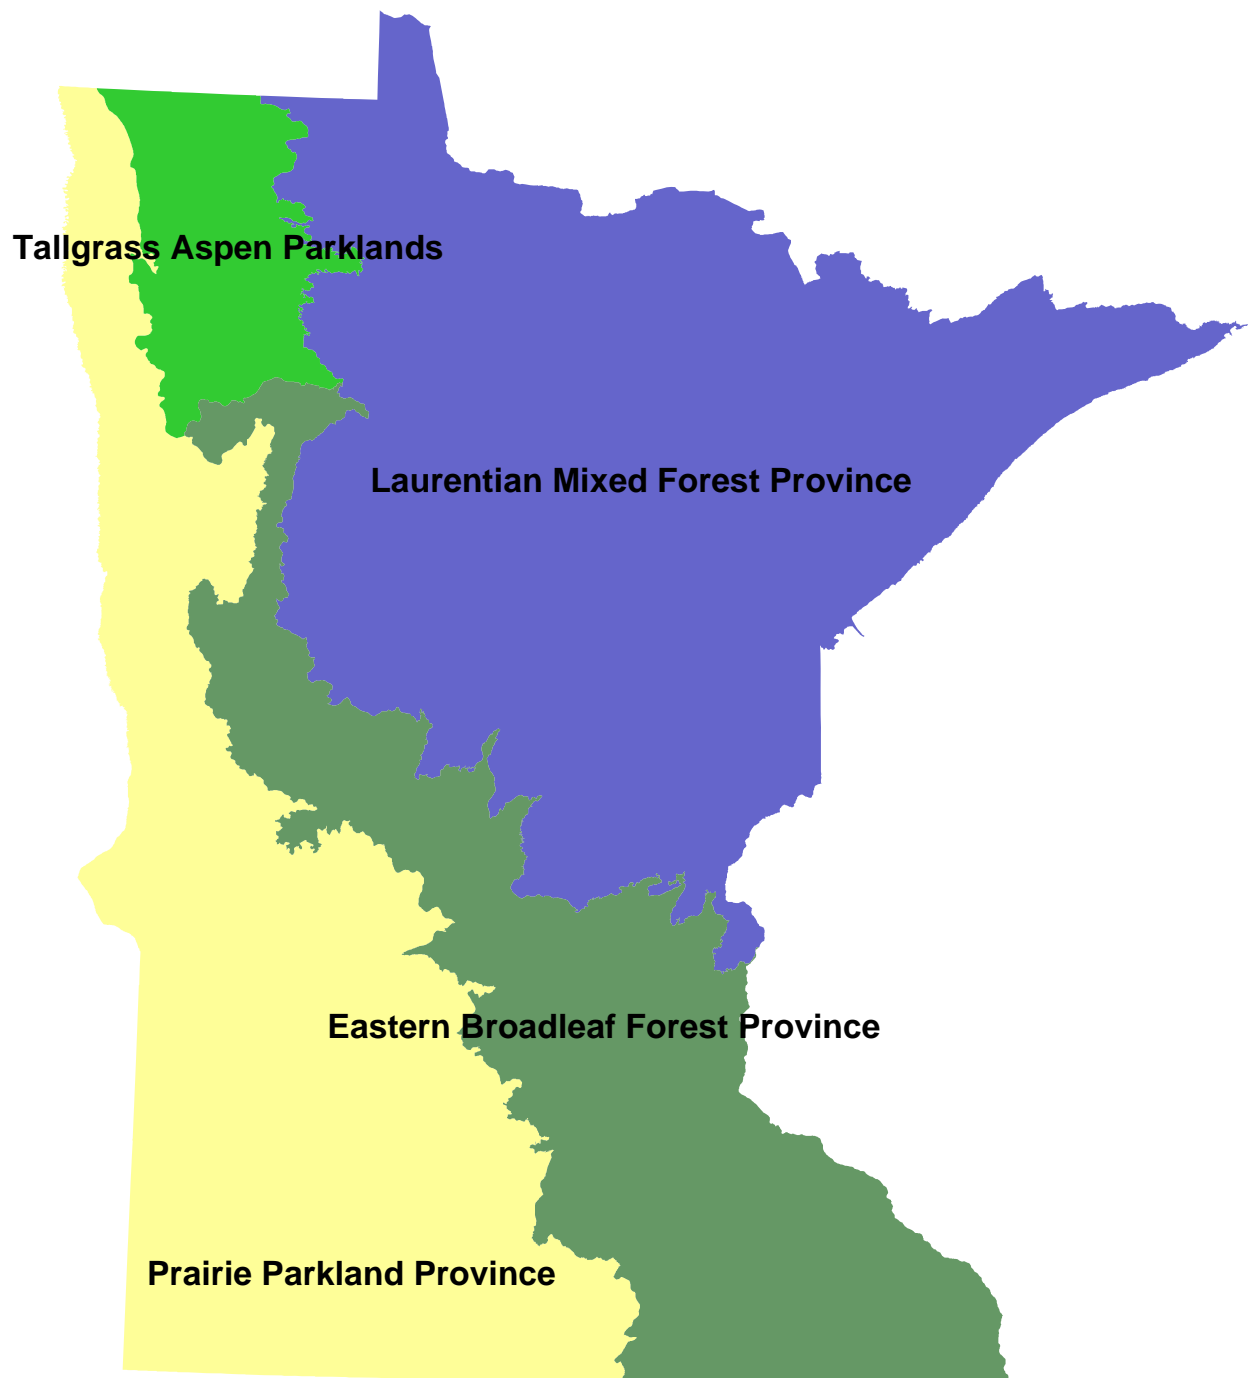 Tallgrass Aspen Parklands
Laurentian Mixed Forest Province
Eastern Broadleaf Forest Province
Prairie Parkland Province